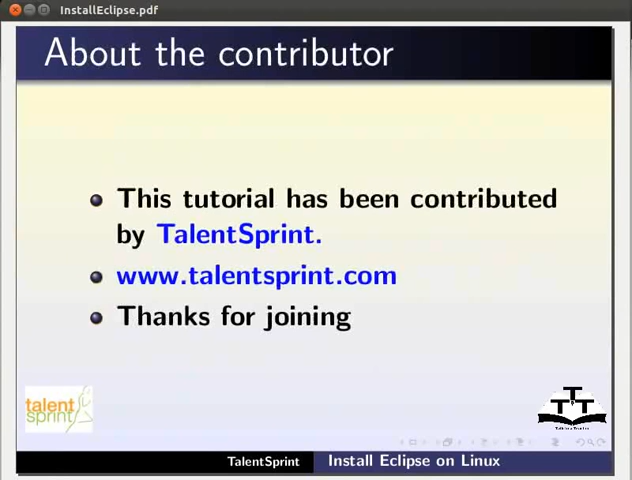 InstallEclipse.pdf
About the contributor
This tutorial has been contributed
by TalentSprint.
www.talentsprint.com
Thanks for joining
talent
sprint
TTT
TalentSprint
Install Eclipse on Linux